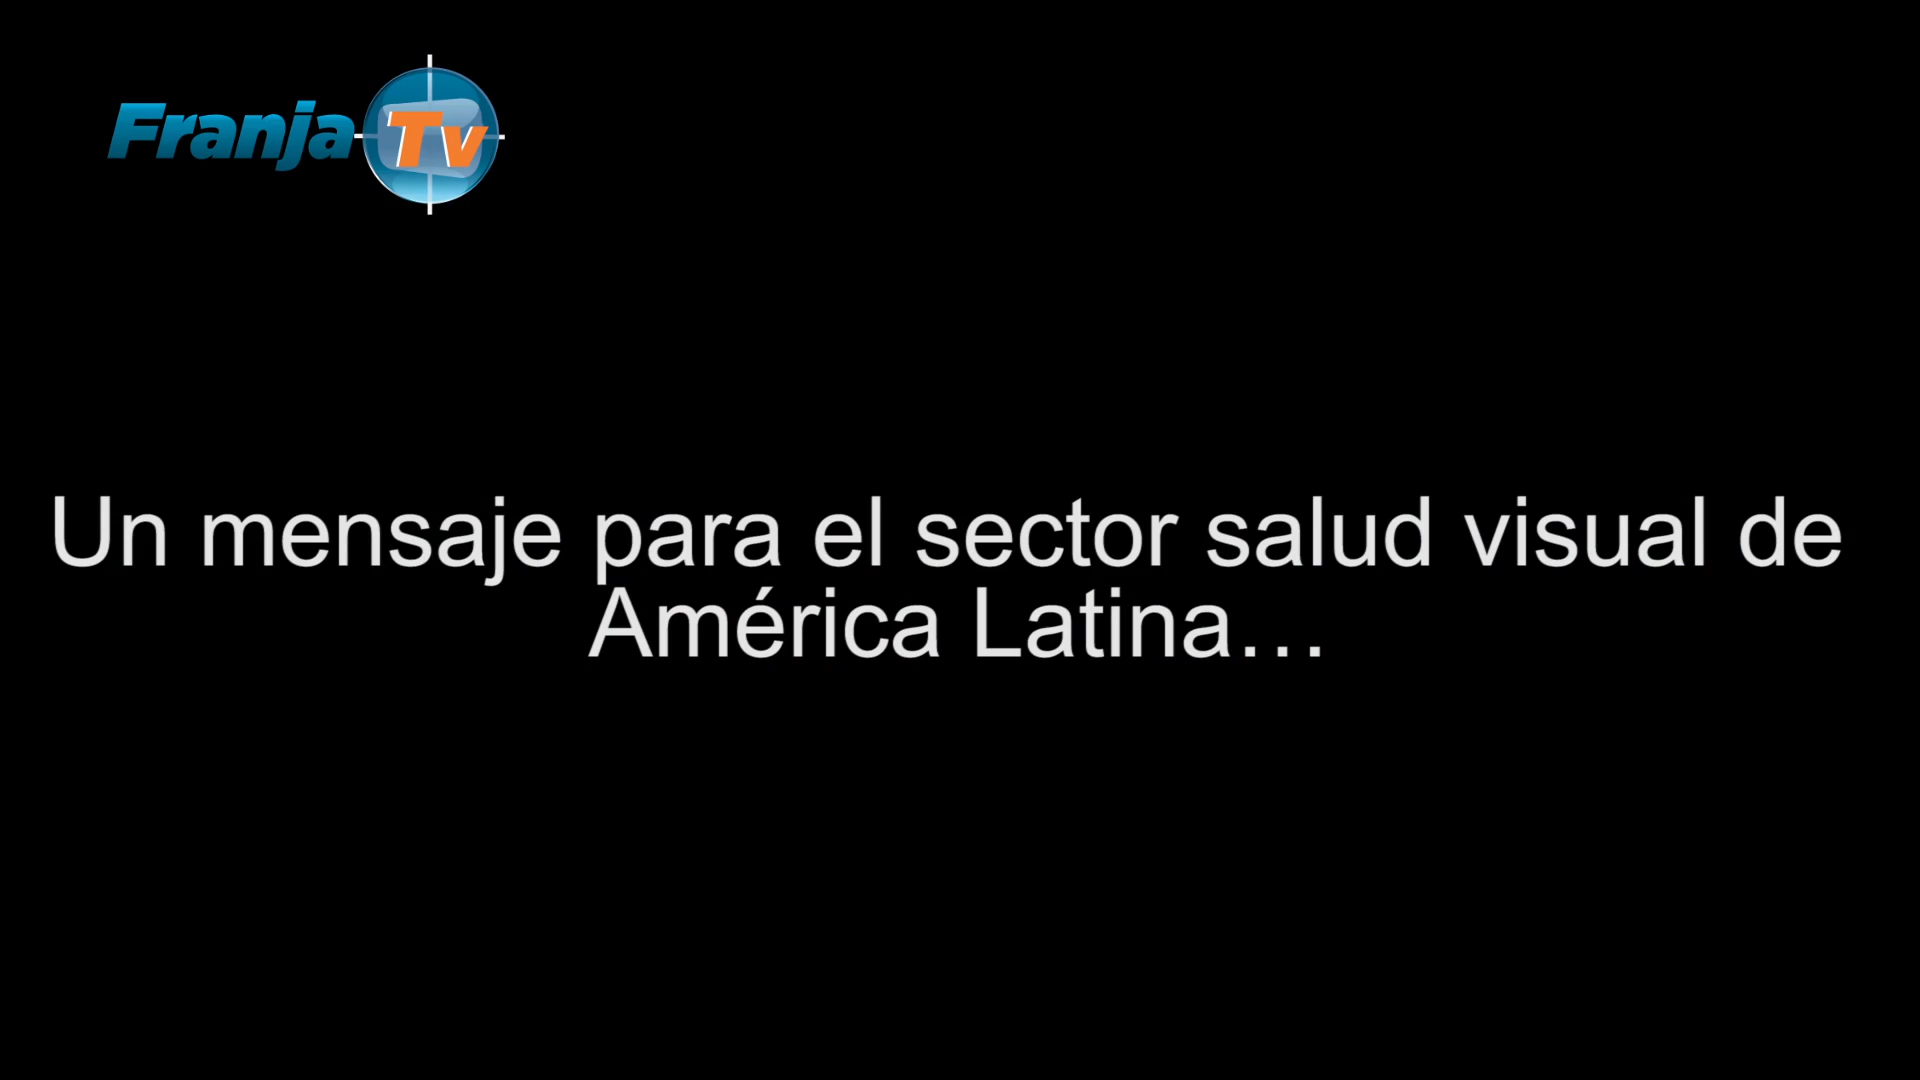 Franja Tv
Un mensaje para el sector salud visual de
América Latina…